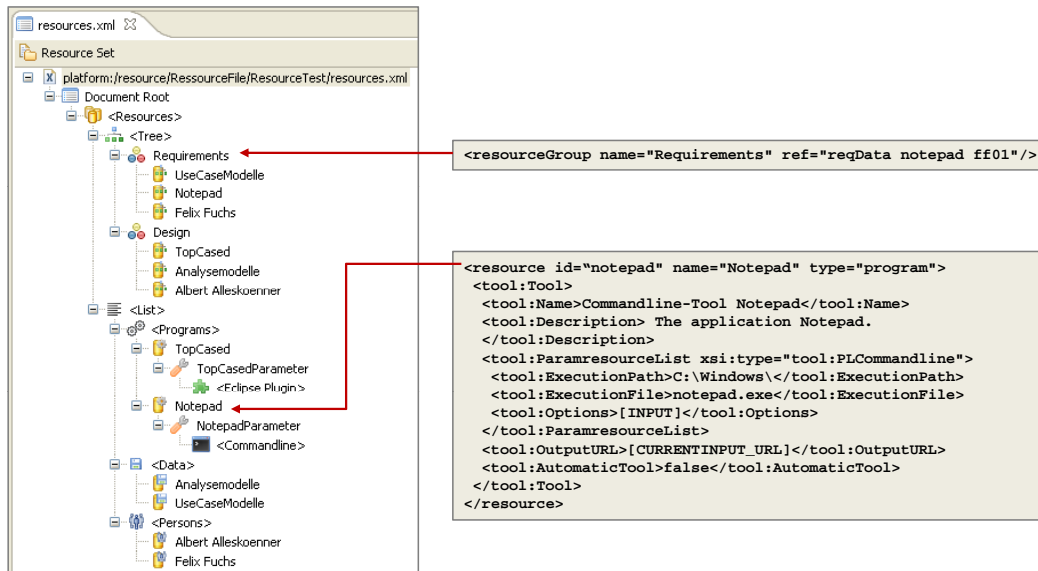 resources.xml
Resource Set
platform:/resource/RessourceFile/ResourceTest/resources.xml
Document Root
<Resources>
<Tree>
Requirements
UseCaseModelle
Notepad
Felix Fuchs
Design
TopCased
Analysemodelle
Albert Alleskoenner
<List>
<Programs>
TopCased
TopCasedParameter
<Eclipse Plugin>
Notepad
NotepadParameter
<Commandline>
<Data>
Analysemodelle
UseCaseModelle
<Persons>
Albert Alleskoenner
Felix Fuchs
<resourceGroup name="Requirements" ref="reqData notepad ff01"/>
<resource id=“notepad" name="Notepad" type="program">
<tool:Tool>
<tool:Name>Commandline-Tool Notepad</tool:Name>
<tool:Description> The application Notepad.
</tool:Description>
<tool:ParamresourceList xsi:type="tool:PLCommandline">
<tool:ExecutionPath>C:\Windows\</tool:ExecutionPath>
<tool:ExecutionFile>notepad.exe</tool:ExecutionFile>
<tool:Options>[INPUT]</tool:Options>
</tool:ParamresourceList>
<tool:OutputURL>[CURRENTINPUT_URL]</tool:OutputURL>
<tool:AutomaticTool>false</tool:AutomaticTool>
</tool:Tool>
</resource>